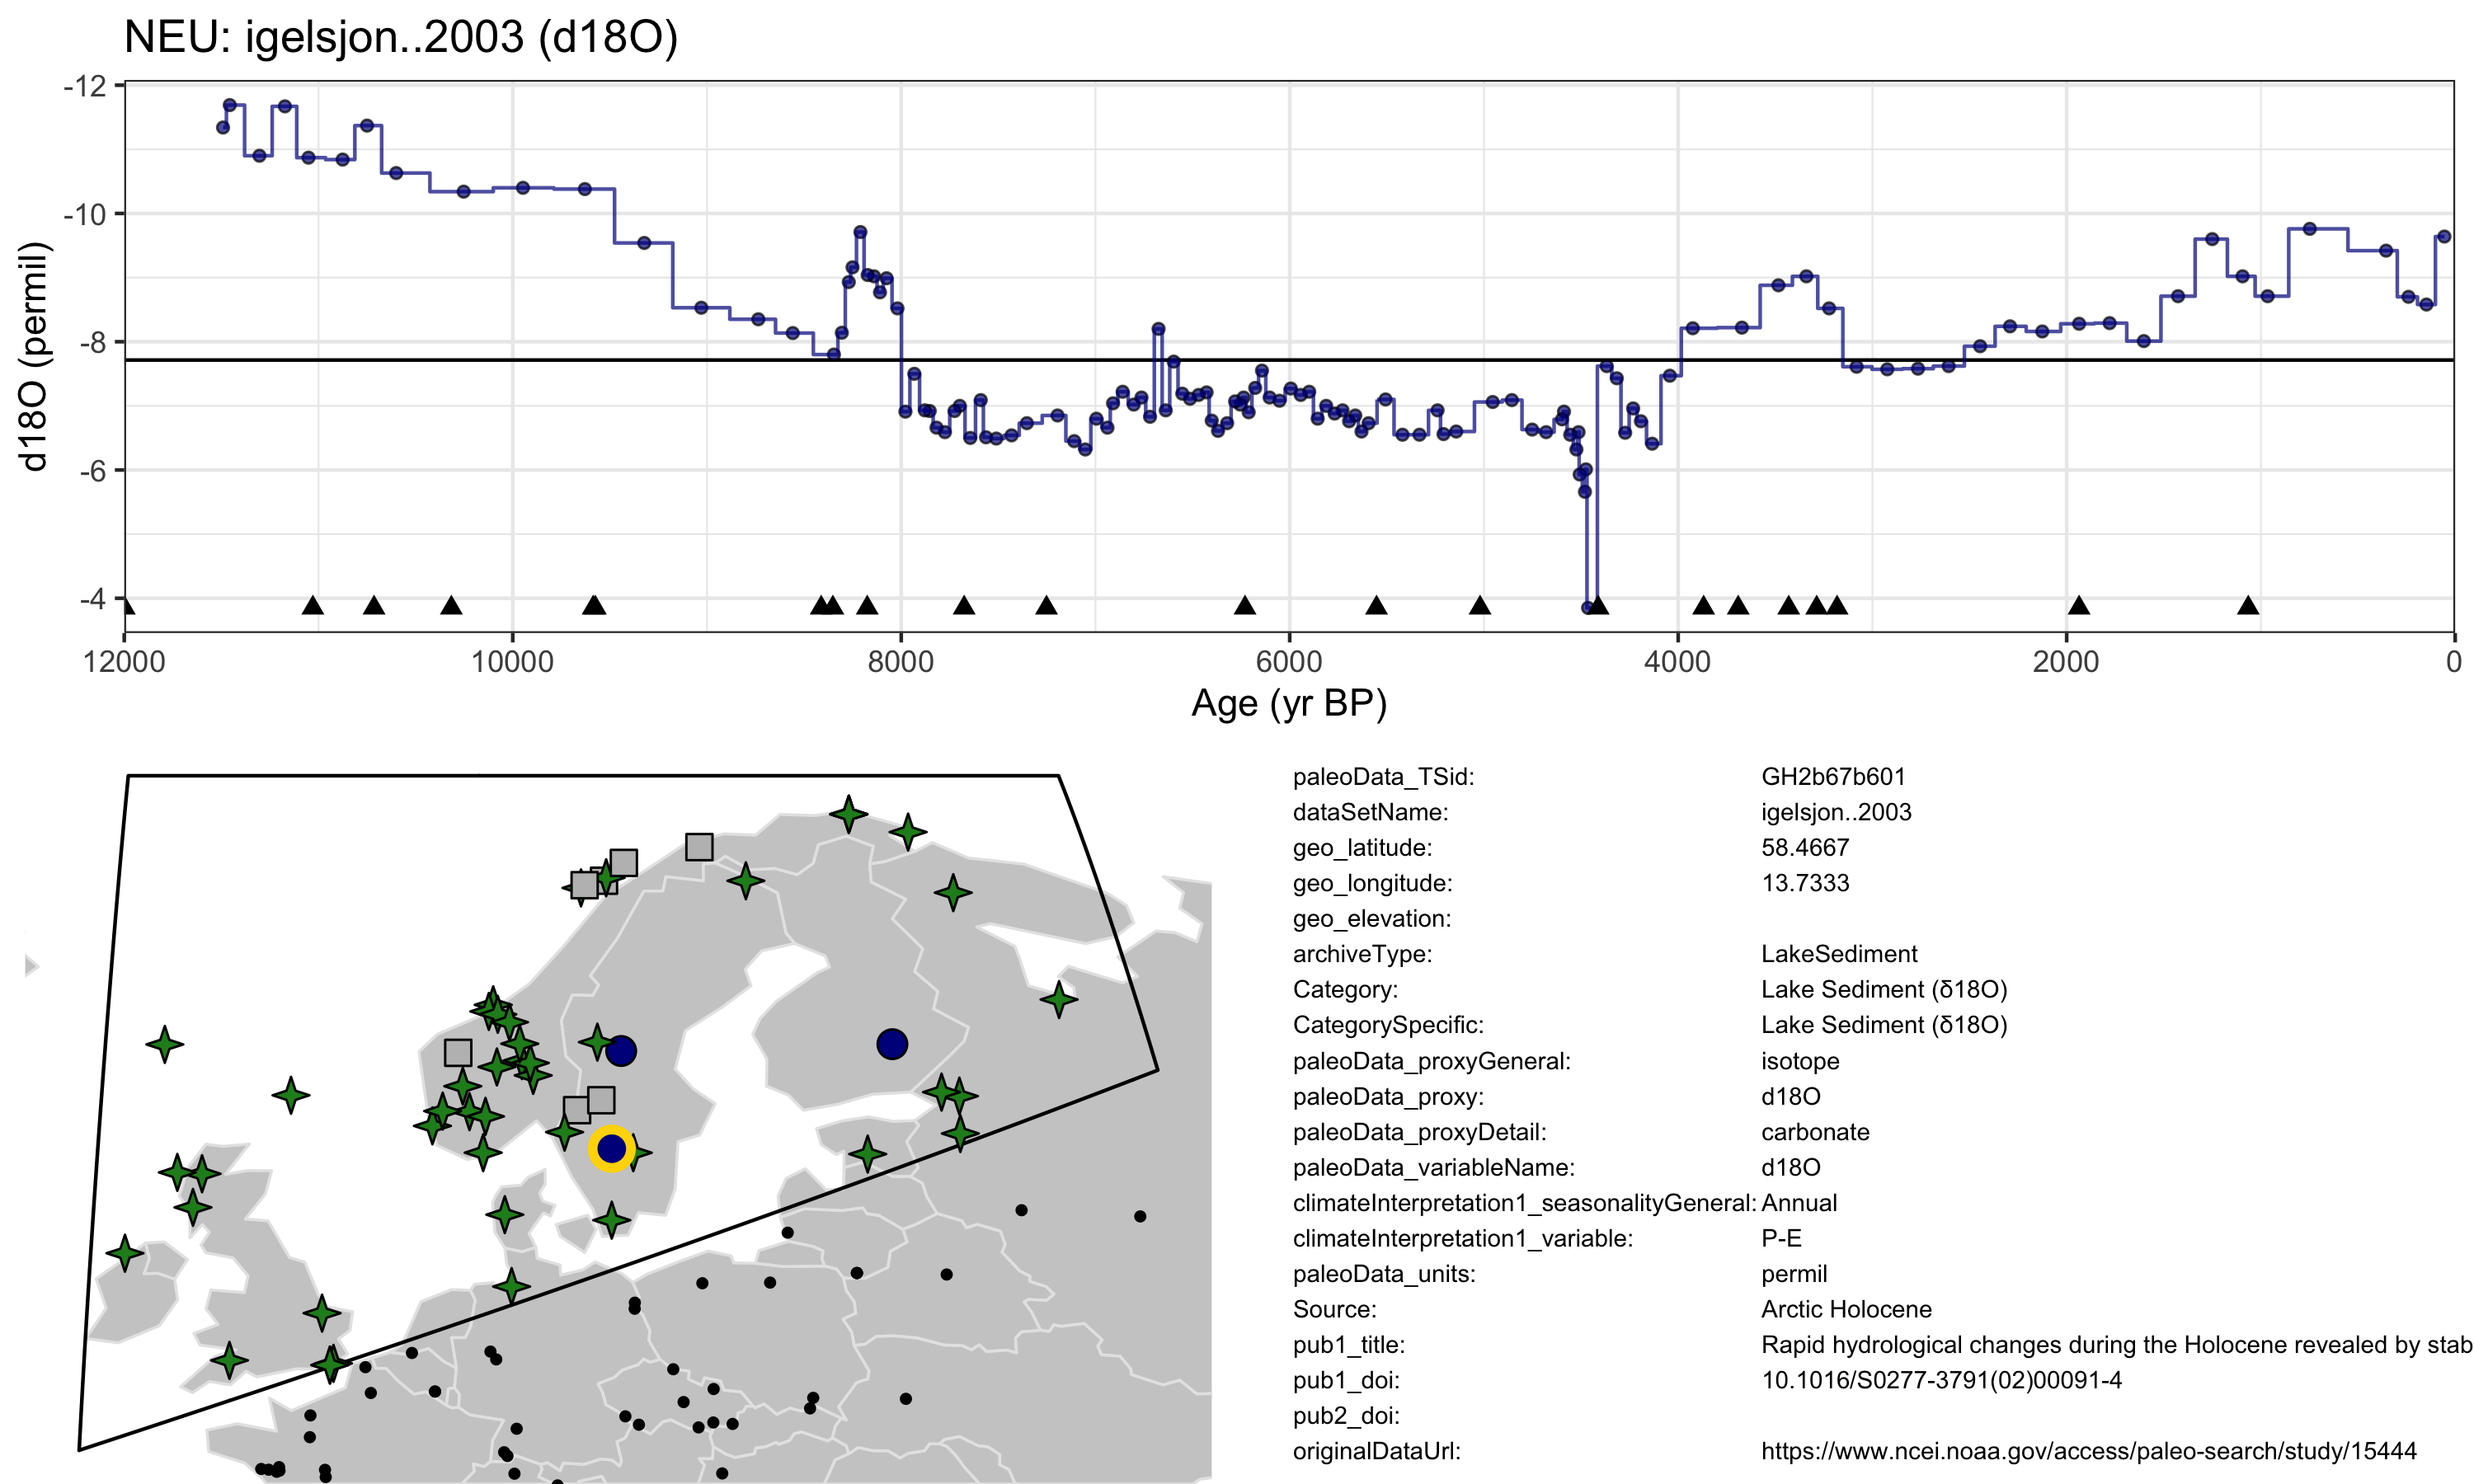 NEU: igelsjon..2003 (d18O)
-12
-10
-8
-6
-4
d18O (permil)
12000 10000 8000 6000 4000 2000 0
Age (yr BP)
paleoData_TSid: GH2b67b601
dataSetName: igelsjon..2003
geo_latitude: 58.4667
geo_longitude: 13.7333
geo_elevation:
archiveType: LakeSediment
Category: Lake Sediment (δ18O)
CategorySpecific: Lake Sediment (δ18O)
paleoData_proxyGeneral: isotope
paleoData_proxy: d18O
paleoData_proxyDetail: carbonate
paleoData_variableName: d18O
climateInterpretation1_seasonalityGeneral: Annual
climateInterpretation1_variable: P-E
paleoData_units: permil
Source: Arctic Holocene
pub1_title: Rapid hydrological changes during the Holocene revealed by stab
pub1_doi: 10.1016/S0277-3791(02)00091-4
pub2_doi:
originalDataUrl: https://www.ncei.noaa.gov/access/paleo-search/study/15444